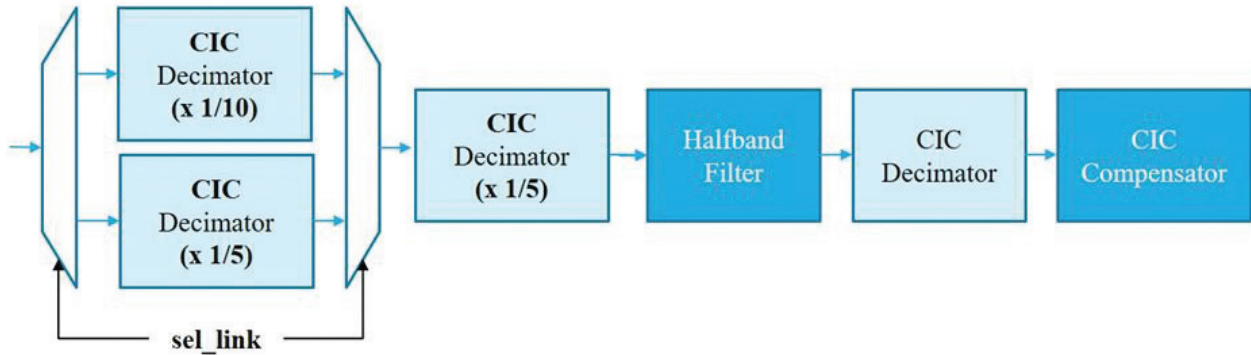 CIC
Decimator
(x 1/10)
CIC
Decimator
(x 1/5)
sel_link
CIC
Decimator
(x 1/5)
Halfband
Filter
CIC
Decimator
CIC
Compensator